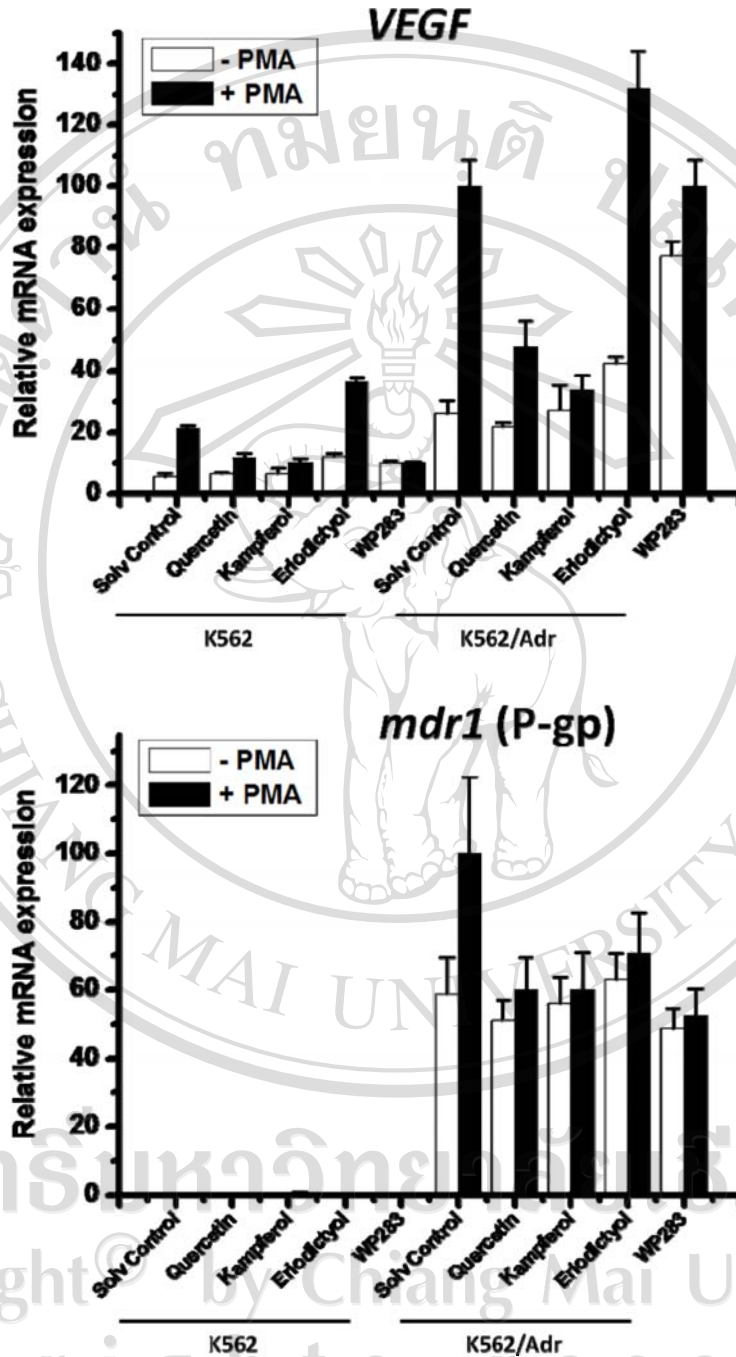 VEGF
- PMA
+ PMA
Relative mRNA expression
140
120
100
80
60
40
20
0
Solv Control
Quercetin
Kampferol
Eriodictyol
WP283
Solv Control
Quercetin
Kampferol
Eriodictyol
WP283
K562
K562/Adr
mdr1 (P-gp)
- PMA
+ PMA
Relative mRNA expression
120
100
80
60
40
20
0
Solv Control
Quercetin
Kampferol
Eriodictyol
WP283
Solv Control
Quercetin
Kampferol
Eriodictyol
WP283
K562
K562/Adr
CHIANG MAI UNIVERSITY
by Chiang Mai U